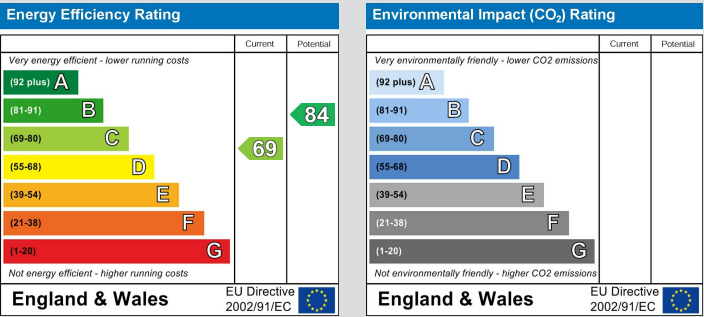 Energy Efficiency Rating
Current Potential
Very energy efficient - lower running costs
(92 plus) A
(81-91) B
84
(69-80) C
69
(55-68) D
(39-54) E
(21-38) F
(1-20) G
Not energy efficient - higher running costs
England & Wales
EU Directive
2002/91/EC
Environmental Impact (CO₂) Rating
Current Potential
Very environmentally friendly - lower CO2 emissions
(92 plus) A
(81-91) B
(69-80) C
(55-68) D
(39-54) E
(21-38) F
(1-20) G
Not environmentally friendly - higher CO2 emissions
England & Wales
EU Directive
2002/91/EC